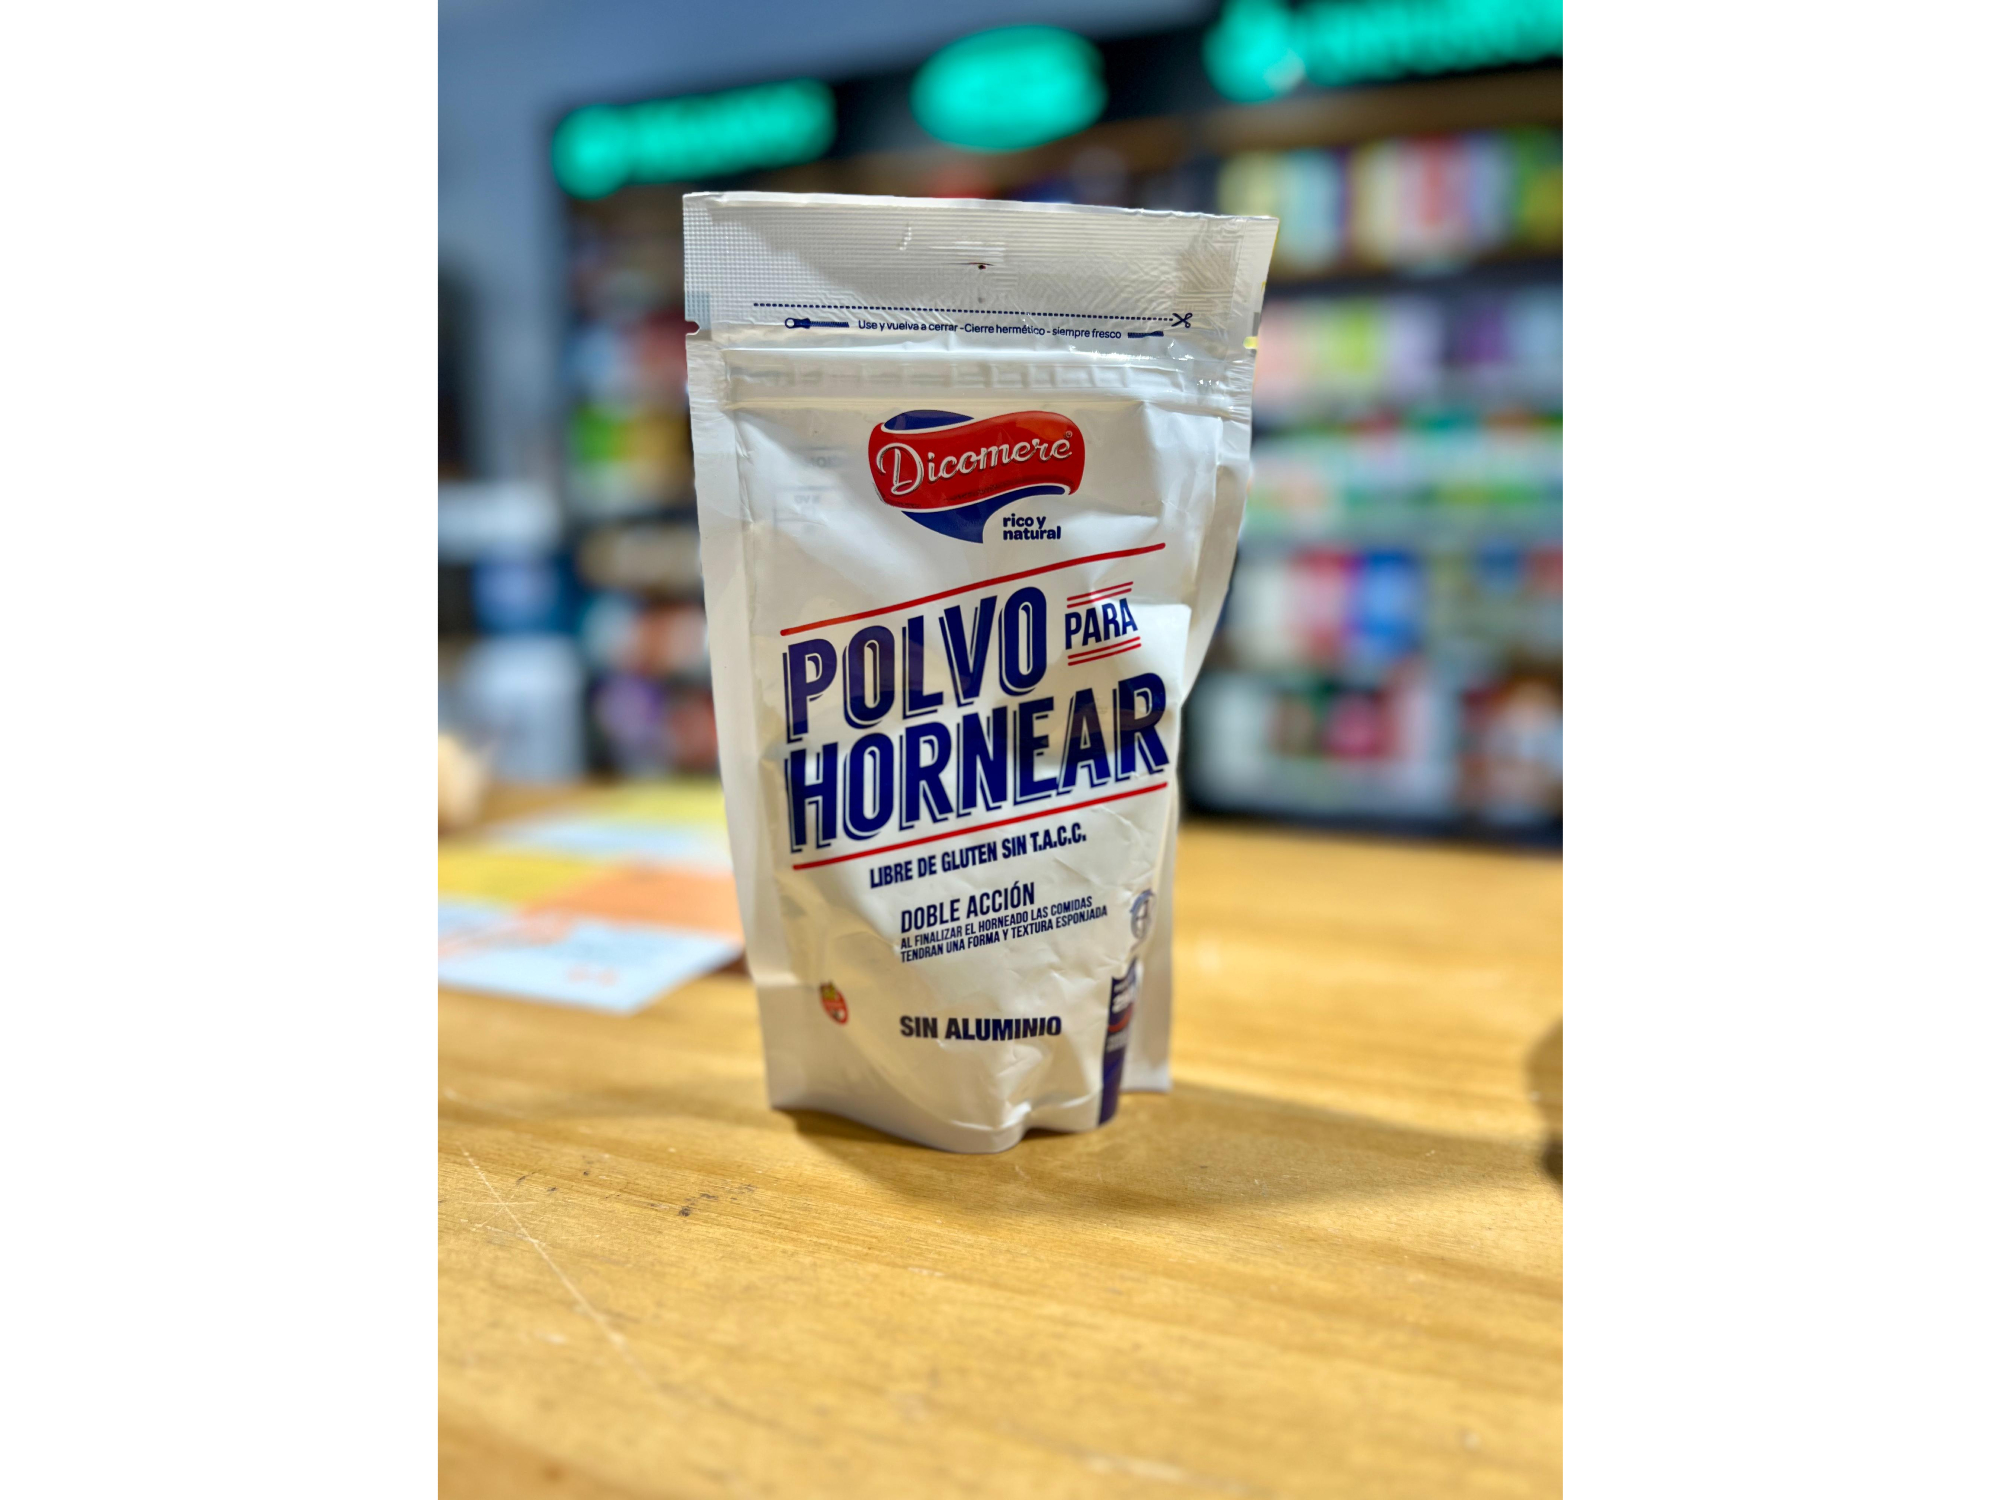 Use y vuelva a cerrar - Cierre hermético - siempre fresco
Dicomere®
rico y
natural
POLVO PARA
HORNEAR
LIBRE DE GLUTEN SIN T.A.C.C.
DOBLE ACCIÓN
AL FINALIZAR EL HORNEADO LAS COMIDAS
TENDRAN UNA FORMA Y TEXTURA ESPONJADA
SIN ALUMINIO